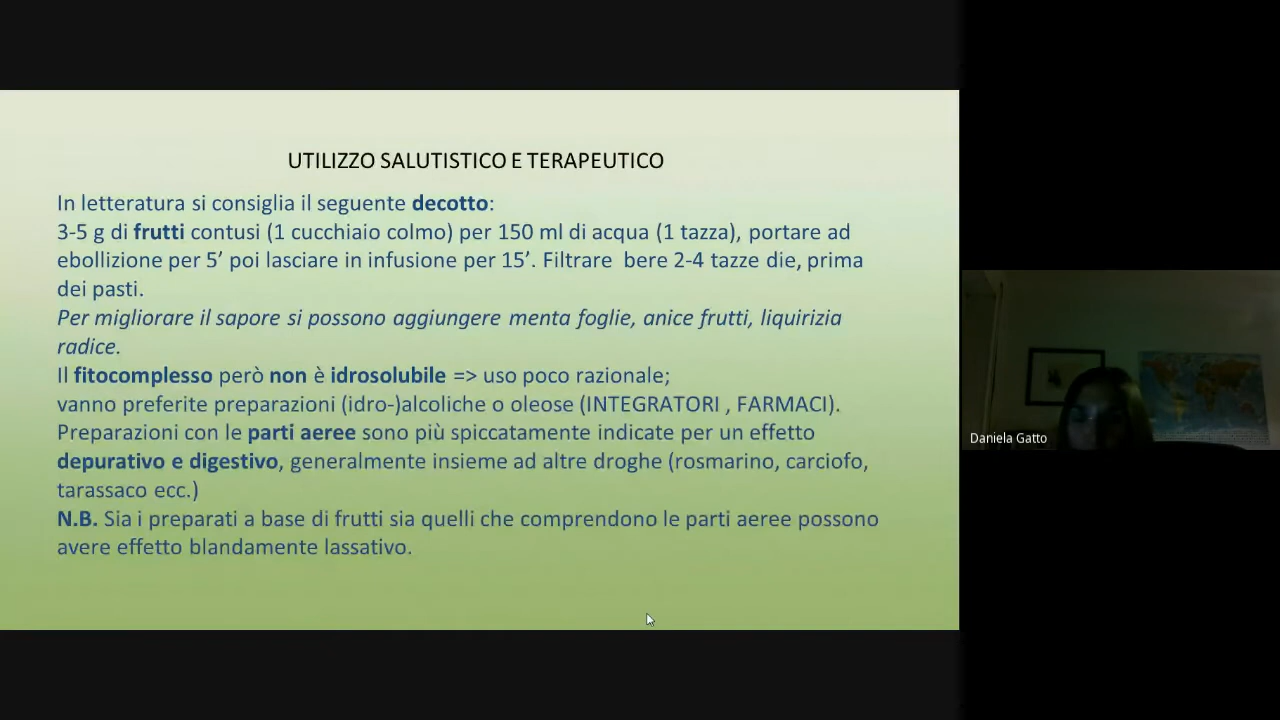 UTILIZZO SALUTISTICO E TERAPEUTICO
In letteratura si consiglia il seguente decotto:
3-5 g di frutti contusi (1 cucchiaio colmo) per 150 ml di acqua (1 tazza), portare ad
ebollizione per 5’ poi lasciare in infusione per 15’. Filtrare  bere 2-4 tazze die, prima
dei pasti.
Per migliorare il sapore si possono aggiungere menta foglie, anice frutti, liquirizia
radice.
Il fitocomplesso però non è idrosolubile => uso poco razionale;
vanno preferite preparazioni (idro-)alcoliche o oleose (INTEGRATORI , FARMACI).
Preparazioni con le parti aeree sono più spiccatamente indicate per un effetto
depurativo e digestivo, generalmente insieme ad altre droghe (rosmarino, carciofo,
tarassaco ecc.)
N.B. Sia i preparati a base di frutti sia quelli che comprendono le parti aeree possono
avere effetto blandamente lassativo.
Daniela Gatto